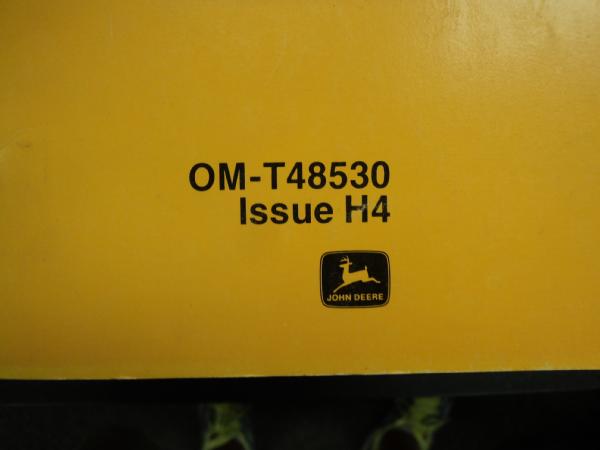 OM-T48530
Issue H4
JOHN DEERE